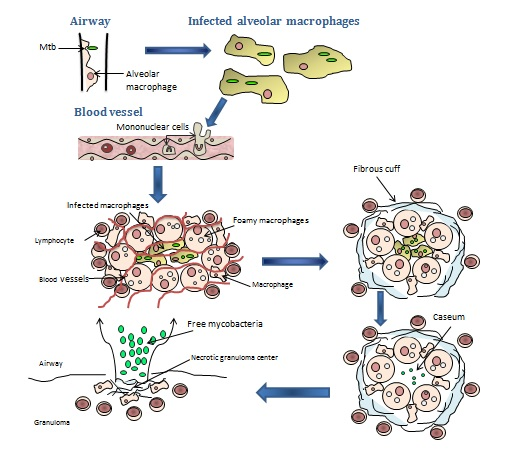 Airway
Infected alveolar macrophages
Mtb
Alveolar
macrophage
Blood vessel
Mononuclear cells
Fibrous cuff
Infected macrophages
Foamy macrophages
Lymphocyte
Blood vessels
Macrophage
Free mycobacteria
Caseum
Necrotic granuloma center
Airway
Granuloma